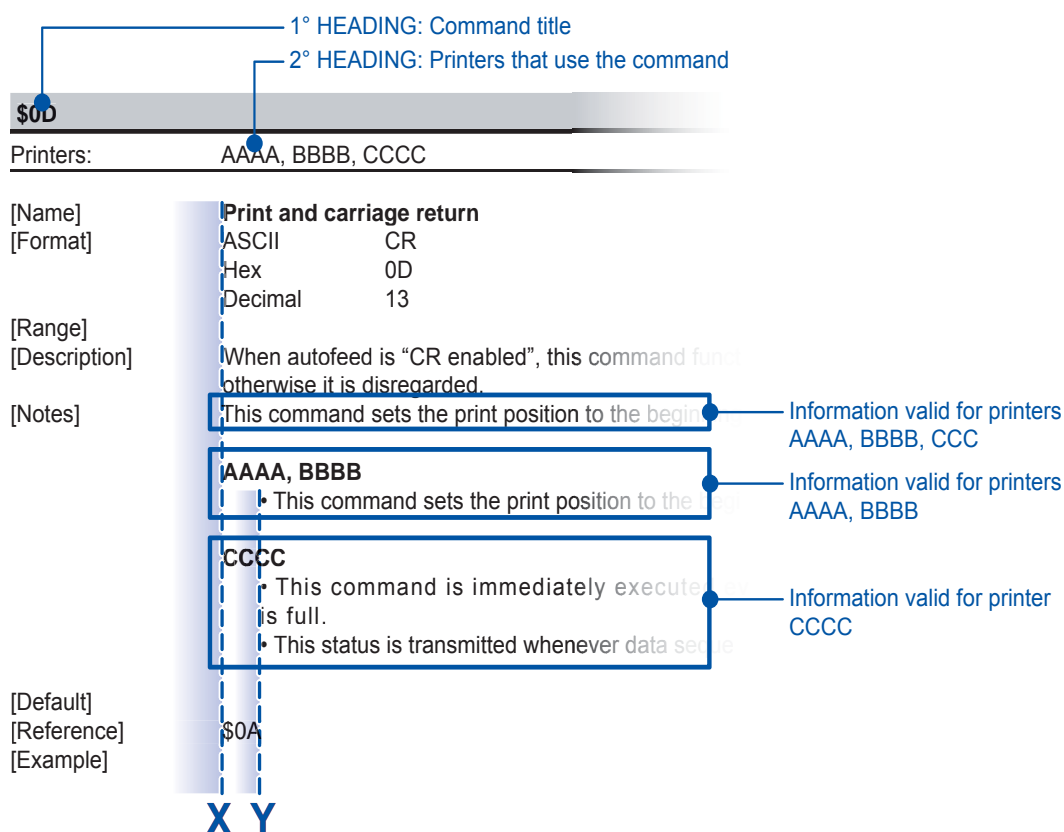 1° HEADING: Command title
2° HEADING: Printers that use the command
$0D
Printers: AAAA, BBBB, CCCC
[Name] Print and carriage return
[Format] ASCII CR
Hex 0D
Decimal 13
[Range]
[Description] When autofeed is “CR enabled”, this command func
otherwise it is disregarded.
[Notes] This command sets the print position to the begin
Information valid for printers
AAAA, BBBB, CCC
AAAA, BBBB
• This command sets the print position to the begi
Information valid for printers
AAAA, BBBB
CCCC
• This command is immediately execute
is full.
• This status is transmitted whenever data seque
Information valid for printer
CCCC
[Default]
[Reference] $0A
[Example]
X Y